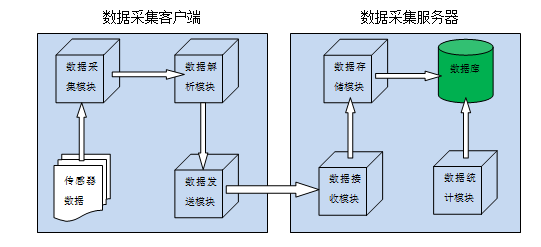 数据采集客户端
数据采集服务器
数据采
集模块
数据解
析模块
数据存
储模块
数据库
传感器
数据
数据发
送模块
数据接
收模块
数据统
计模块